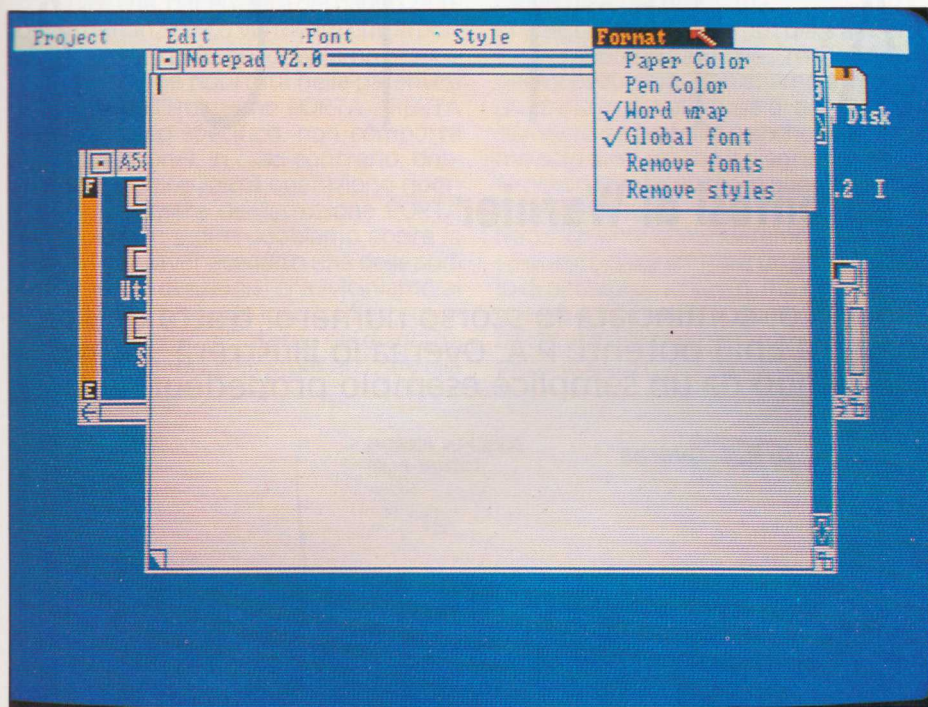 Project Edit Font Style Format
Notepad V2.0
Paper Color
Pen Color
Word wrap
Global font
Remove fonts
Remove styles
Disk
A50
.2 I
F
Uti
S
E